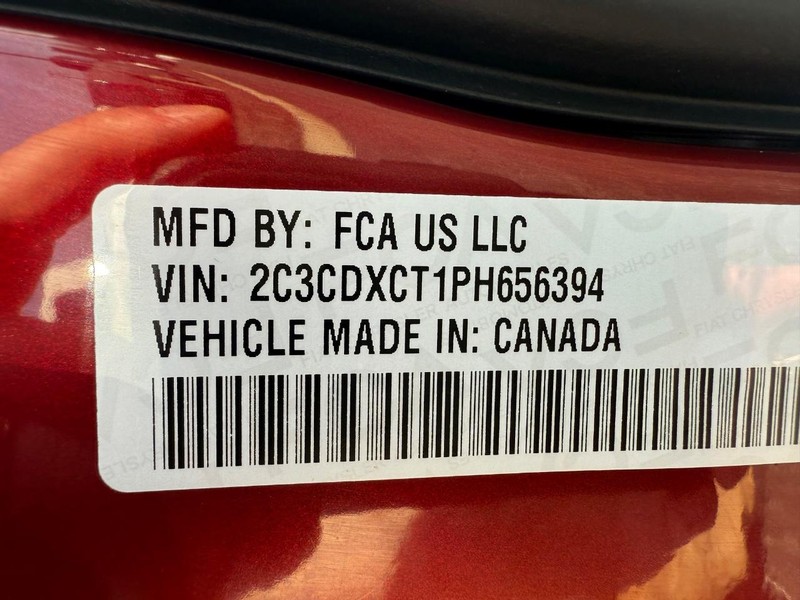 MFD BY: FCA US LLC
VIN: 2C3CDXCT1PH656394
VEHICLE MADE IN: CANADA